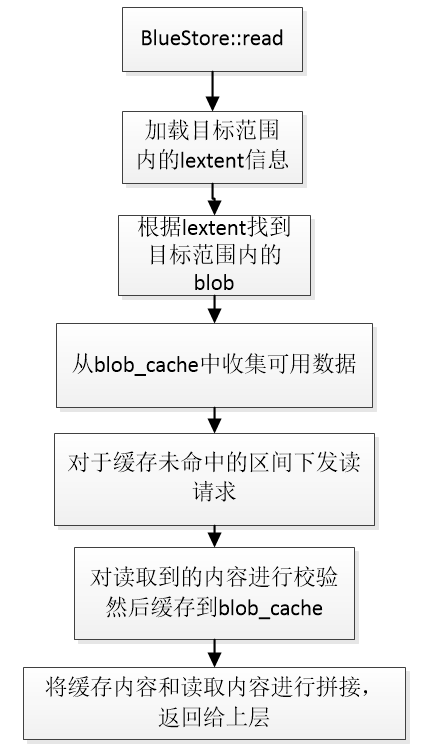 BlueStore::read
加载目标范围
内的lextent信息
根据lextent找到
目标范围内的
blob
从blob_cache中收集可用数据
对于缓存未命中的区间下发读
请求
对读取到的内容进行校验
然后缓存到blob_cache
将缓存内容和读取内容进行拼接，
返回给上层